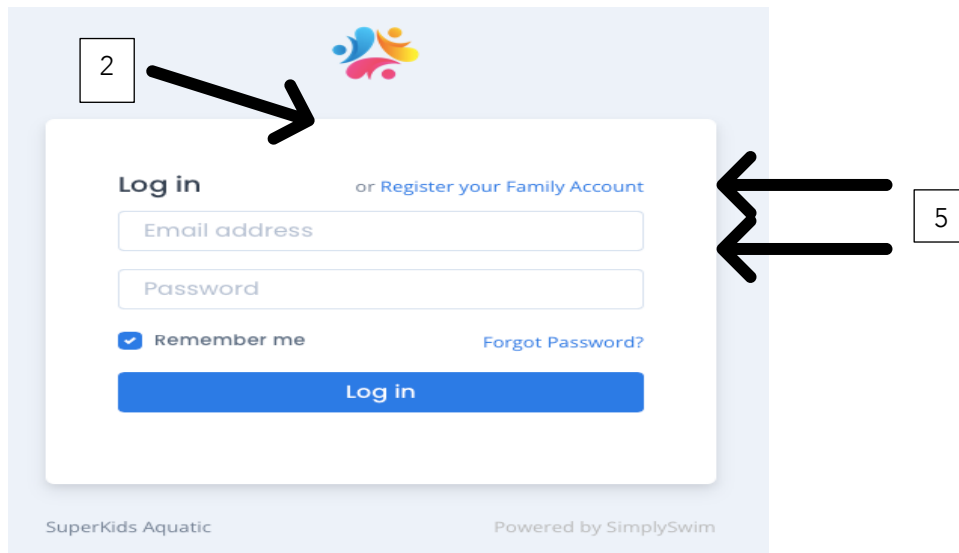 2
Log in or Register your Family Account
5
Email address
Password
Remember me Forgot Password?
Log in
SuperKids Aquatic Powered by SimplySwim